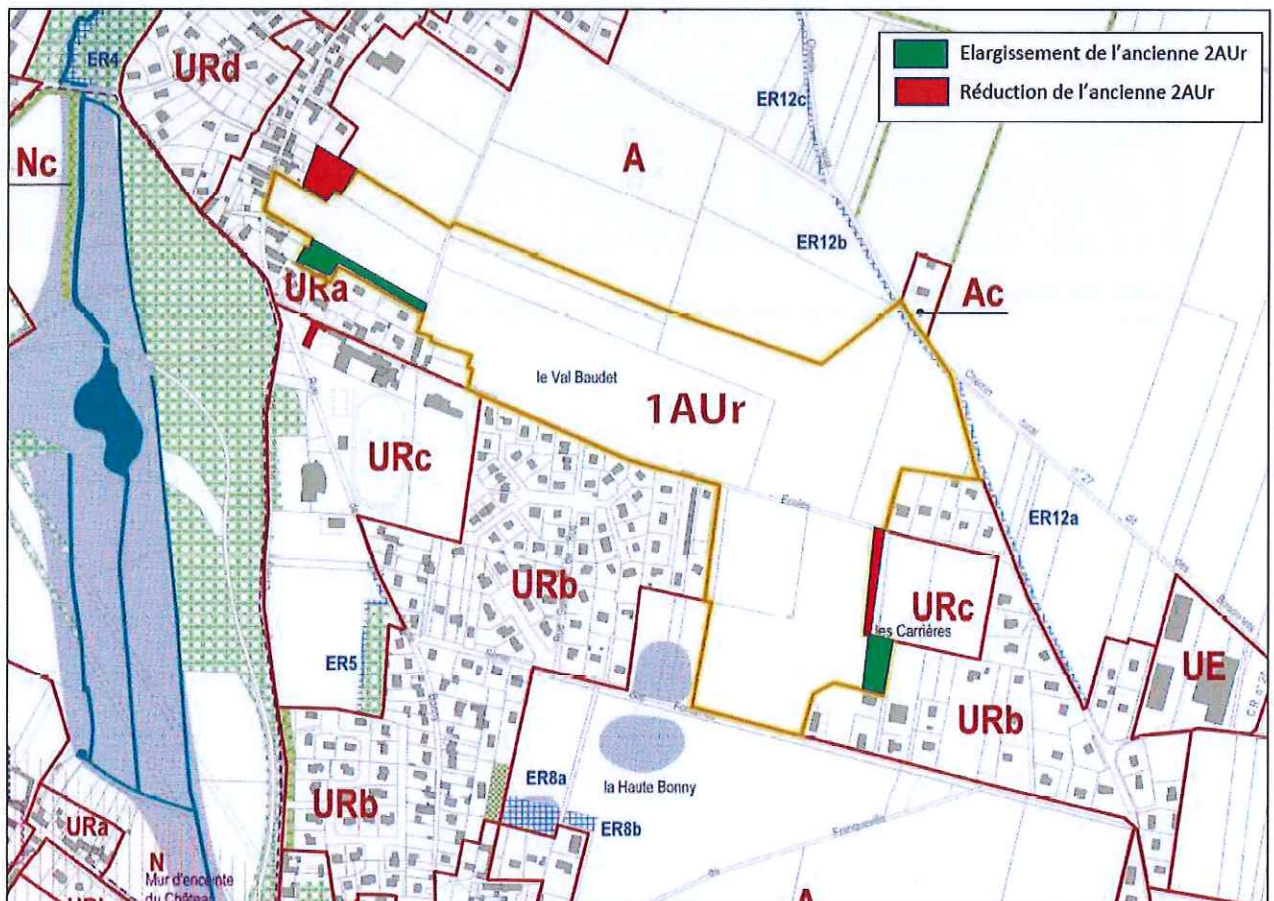 Elargissement de l'ancienne 2AUr
Réduction de l'ancienne 2AUr
ER4
URd
ER12c
Nc
A
ER12b
Ac
URa
le Val Baudet
1AUr
URc
ER12a
URb
URc
les Carrières
UE
ER5
URb
la Haute Bonny
ER8a
ER8b
URb
URa
N
Mur d'enceinte
du Château
Franqueville
A